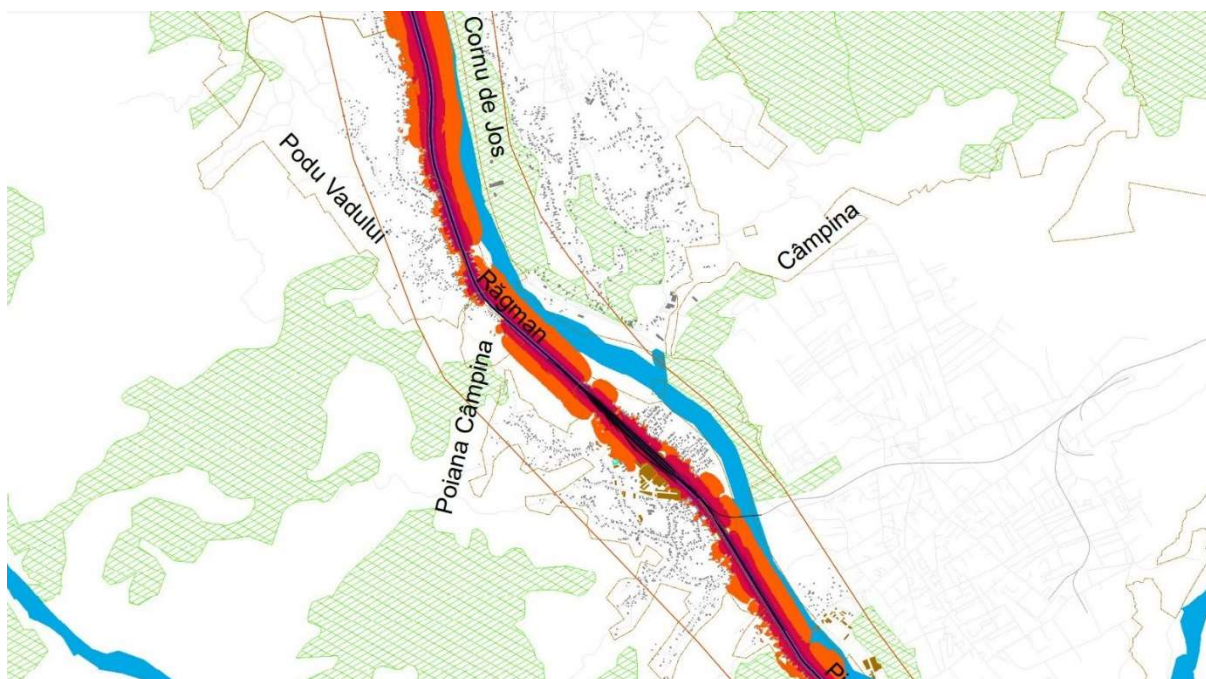 Cornu de Jos
Podu Vadului
Câmpina
Răgman
Poiana Câmpina